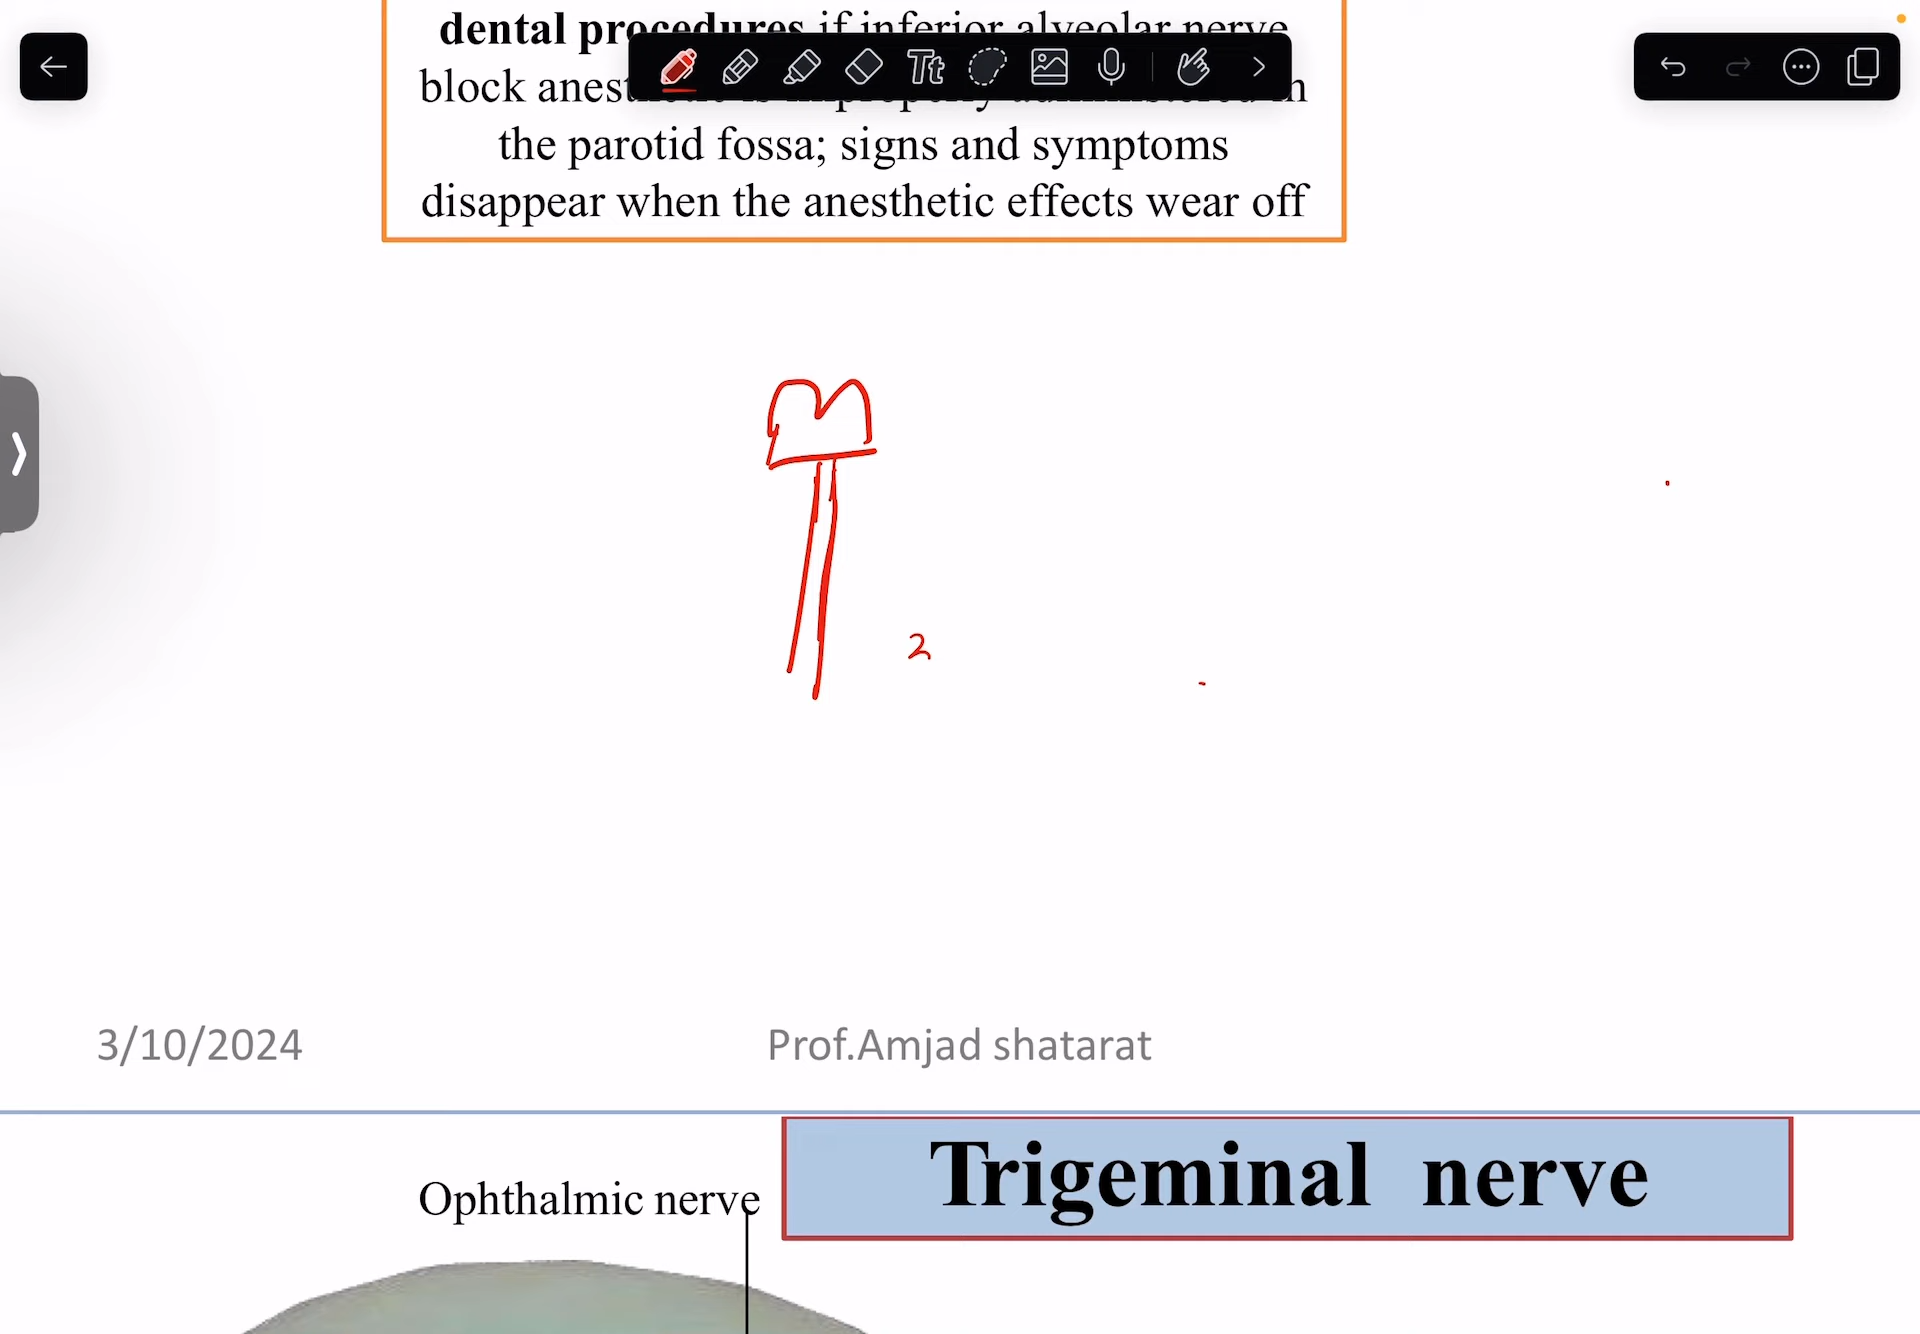 dental procedures if inferior alveolar nerve
block
the parotid fossa; signs and symptoms
disappear when the anesthetic effects wear off
Tt
2
3/10/2024
Prof.Amjad shatarat
Trigeminal nerve
Ophthalmic nerve